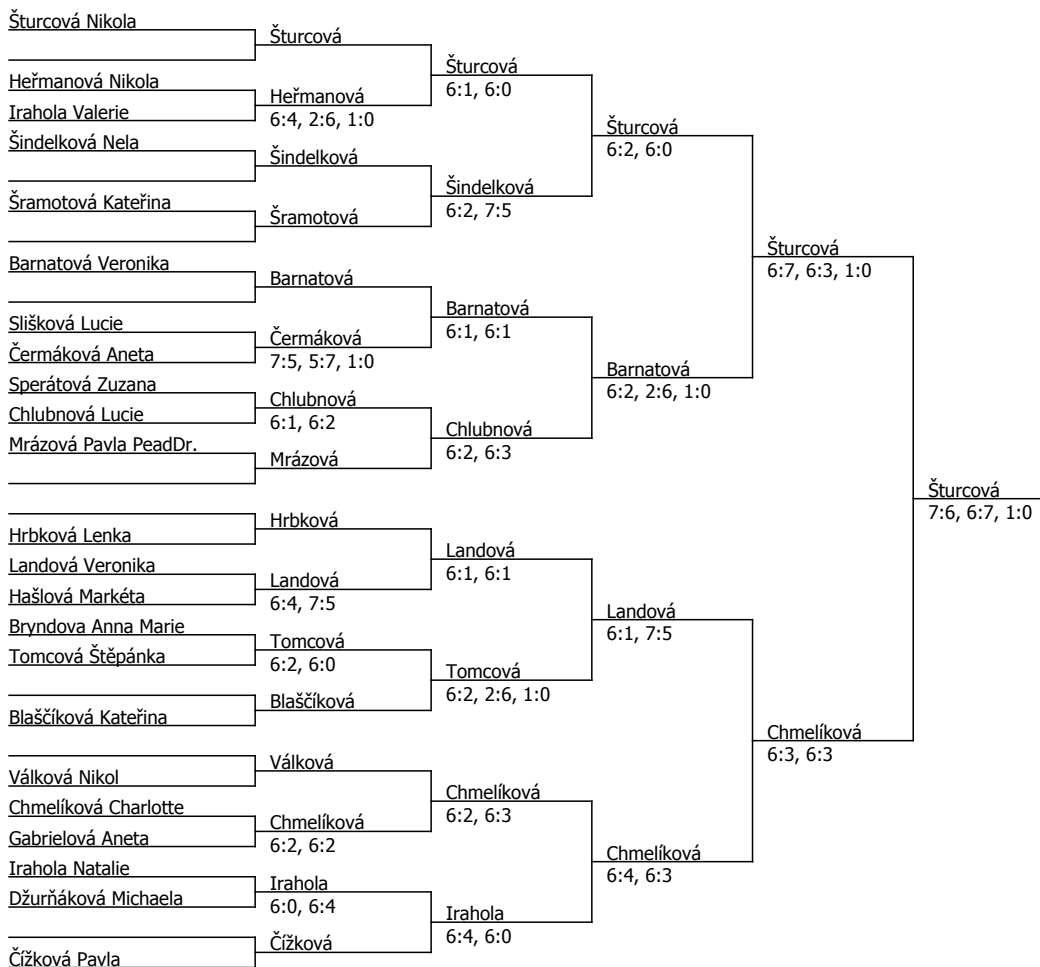 Šturcová Nikola
Heřmanová Nikola
Irahola Valerie
Šindelková Nela
Šramotová Kateřina
Barnatová Veronika
Slišková Lucie
Čermáková Aneta
Sperátová Zuzana
Chlubnová Lucie
Mrázová Pavla PeadDr.
Hrbková Lenka
Landová Veronika
Hašlová Markéta
Bryndova Anna Marie
Tomcová Štěpánka
Blaščíková Kateřina
Válková Nikol
Chmelíková Charlotte
Gabrielová Aneta
Irahola Natalie
Džurňáková Michaela
Čížková Pavla
Šturcová
Heřmanová
6:4, 2:6, 1:0
Šindelková
Šramotová
Barnatová
Čermáková
7:5, 5:7, 1:0
Chlubnová
6:1, 6:2
Mrázová
Hrbková
Landová
6:4, 7:5
Tomcová
6:2, 6:0
Blaščíková
Válková
Chmelíková
6:2, 6:2
Irahola
6:0, 6:4
Čížková
Šturcová
6:1, 6:0
Šindelková
6:2, 7:5
Barnatová
6:1, 6:1
Chlubnová
6:2, 6:3
Landová
6:1, 6:1
Tomcová
6:2, 2:6, 1:0
Chmelíková
6:2, 6:3
Irahola
6:4, 6:0
Šturcová
6:2, 6:0
Barnatová
6:2, 2:6, 1:0
Landová
6:1, 7:5
Chmelíková
6:4, 6:3
Šturcová
6:7, 6:3, 1:0
Chmelíková
6:3, 6:3
Šturcová
7:6, 6:7, 1:0